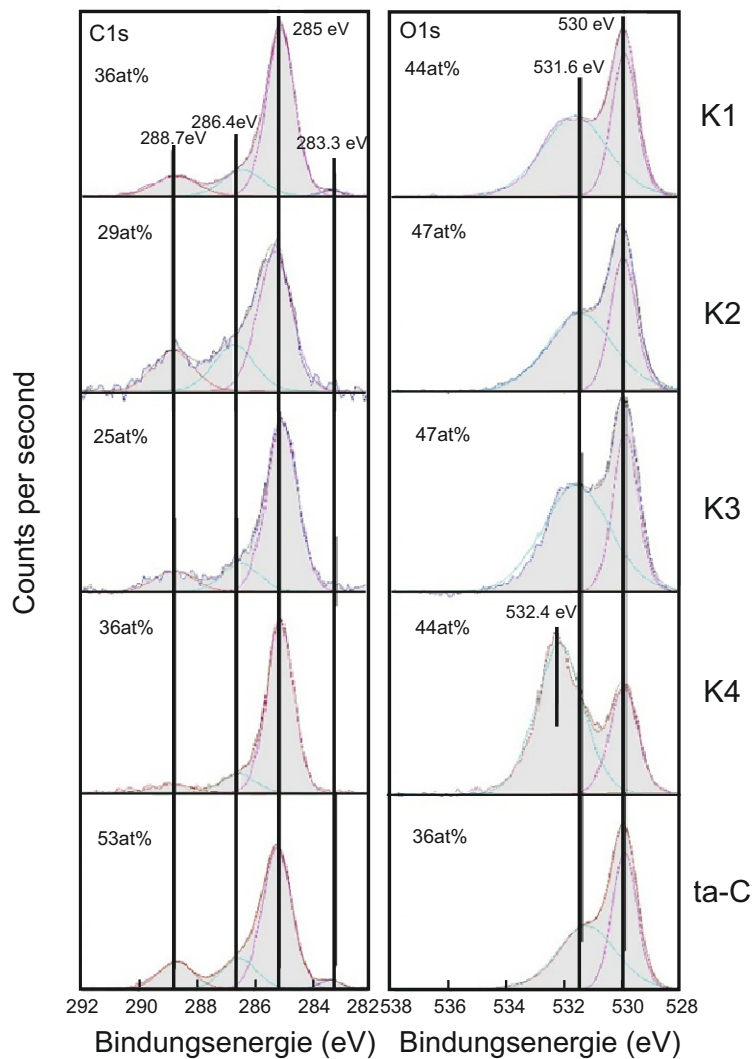 C1s
285 eV
36at%
286.4eV
288.7eV
283.3 eV
O1s
530 eV
44at%
531.6 eV
K1
29at%
47at%
K2
25at%
47at%
K3
36at%
532.4 eV
44at%
K4
53at%
36at%
ta-C
Counts per second
292 290 288 286 284 282
538 536 534 532 530 528
Bindungsenergie (eV)
Bindungsenergie (eV)